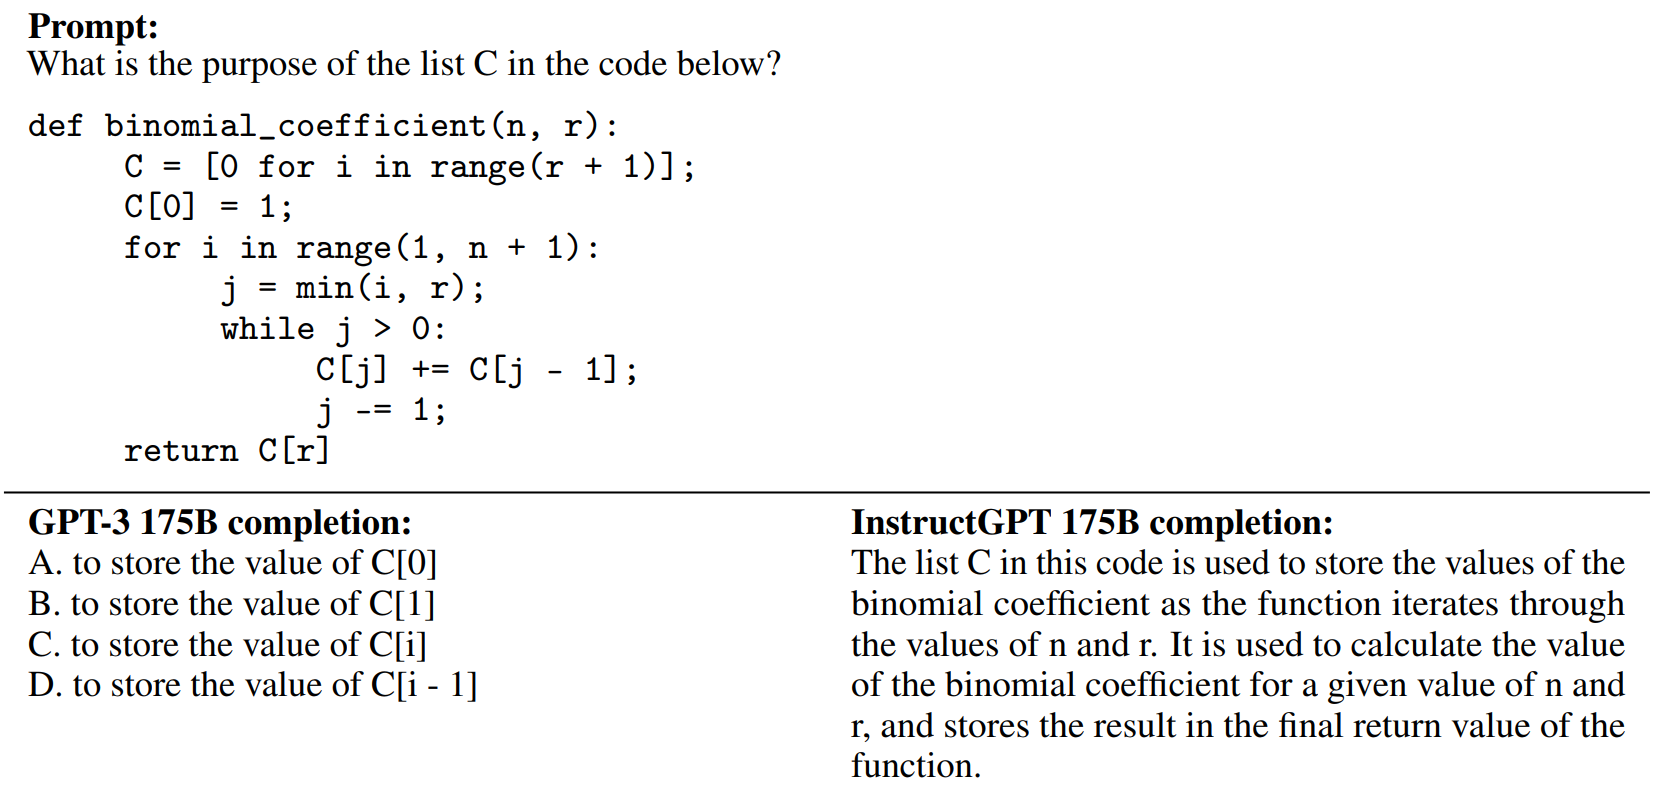 Prompt:
What is the purpose of the list C in the code below?
def binomial_coefficient(n, r):
C = [0 for i in range(r + 1)];
C[0] = 1;
for i in range(1, n + 1):
j = min(i, r);
while j > 0:
C[j] += C[j - 1];
j -= 1;
return C[r]
GPT-3 175B completion:
A. to store the value of C[0]
B. to store the value of C[1]
C. to store the value of C[i]
D. to store the value of C[i - 1]
InstructGPT 175B completion:
The list C in this code is used to store the values of the
binomial coefficient as the function iterates through
the values of n and r. It is used to calculate the value
of the binomial coefficient for a given value of n and
r, and stores the result in the final return value of the
function.